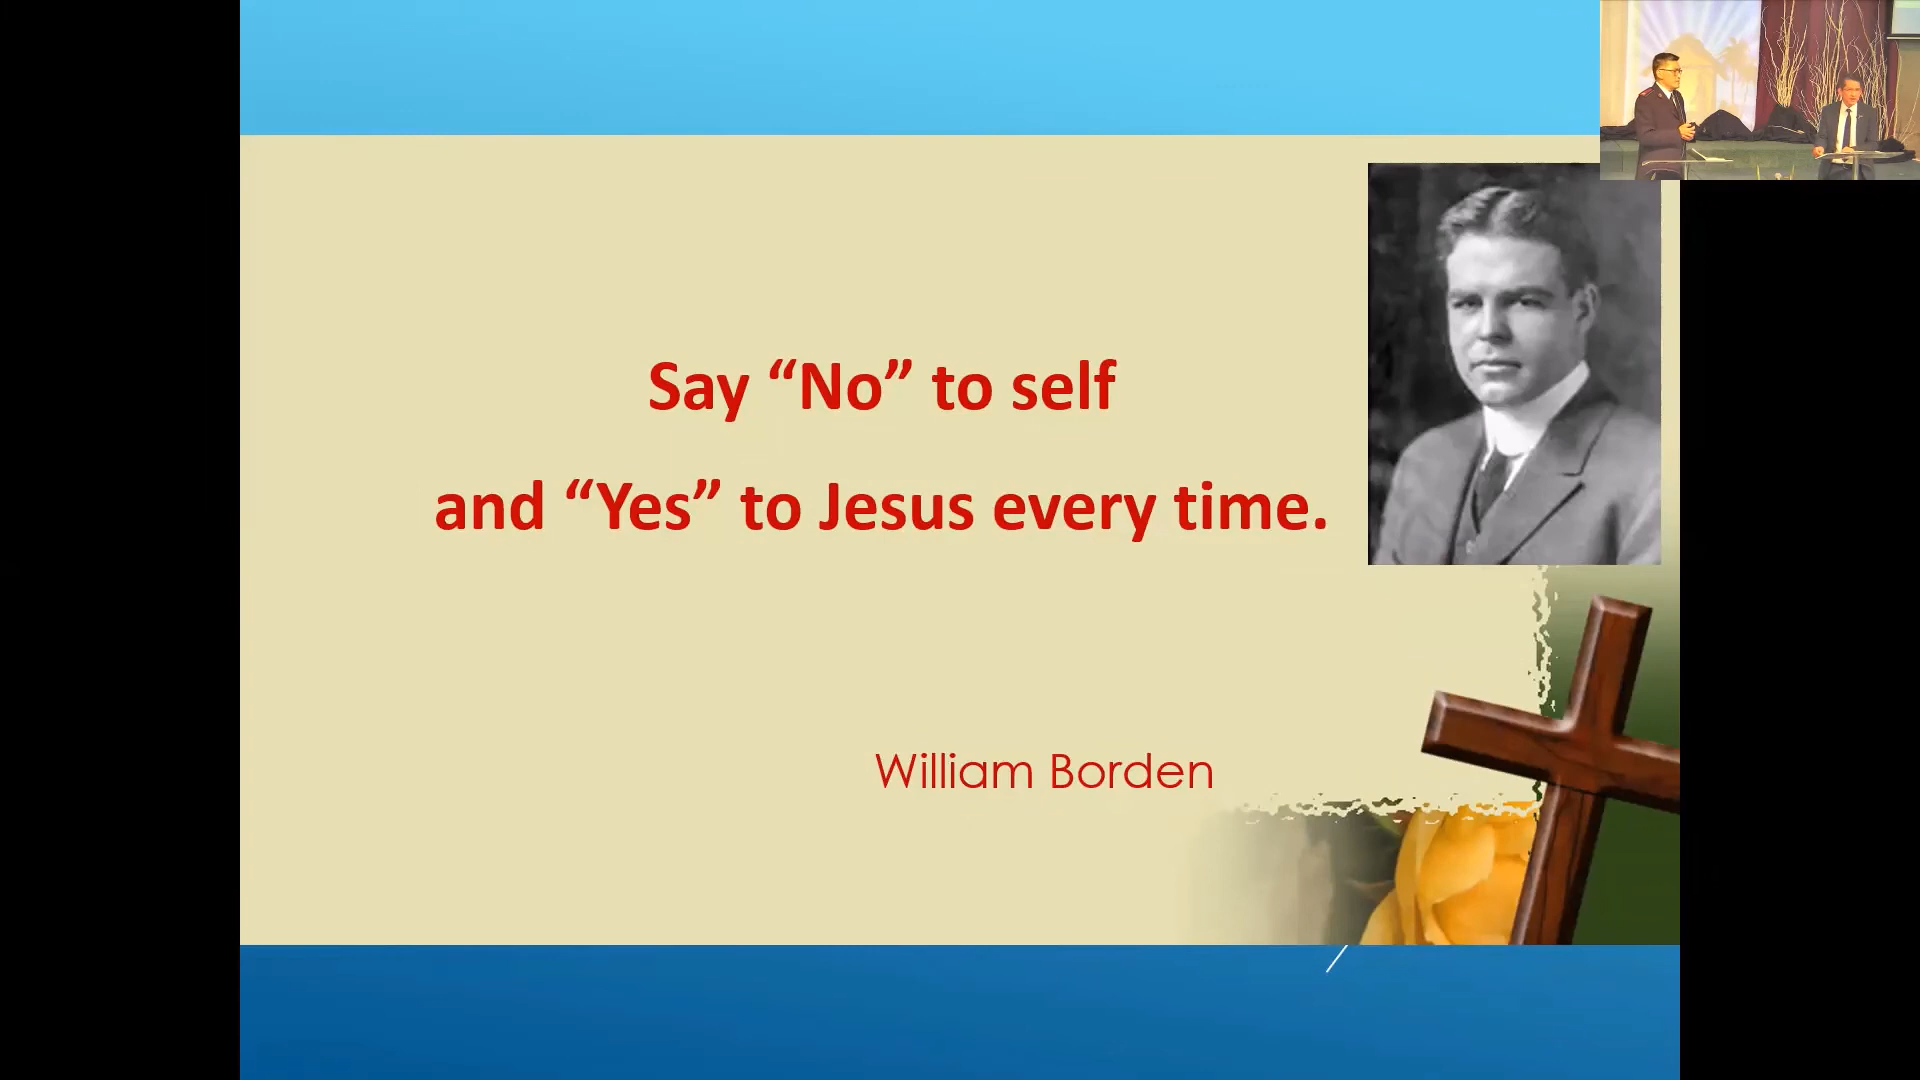 Say “No” to self
and “Yes” to Jesus every time.
William Borden